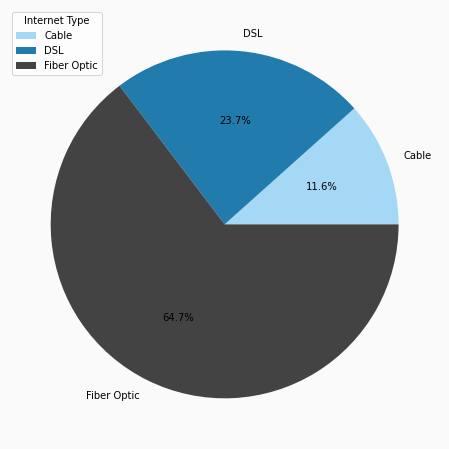 Internet Type
Cable
DSL
Fiber Optic
DSL
23.7%
Cable
11.6%
64.7%
Fiber Optic